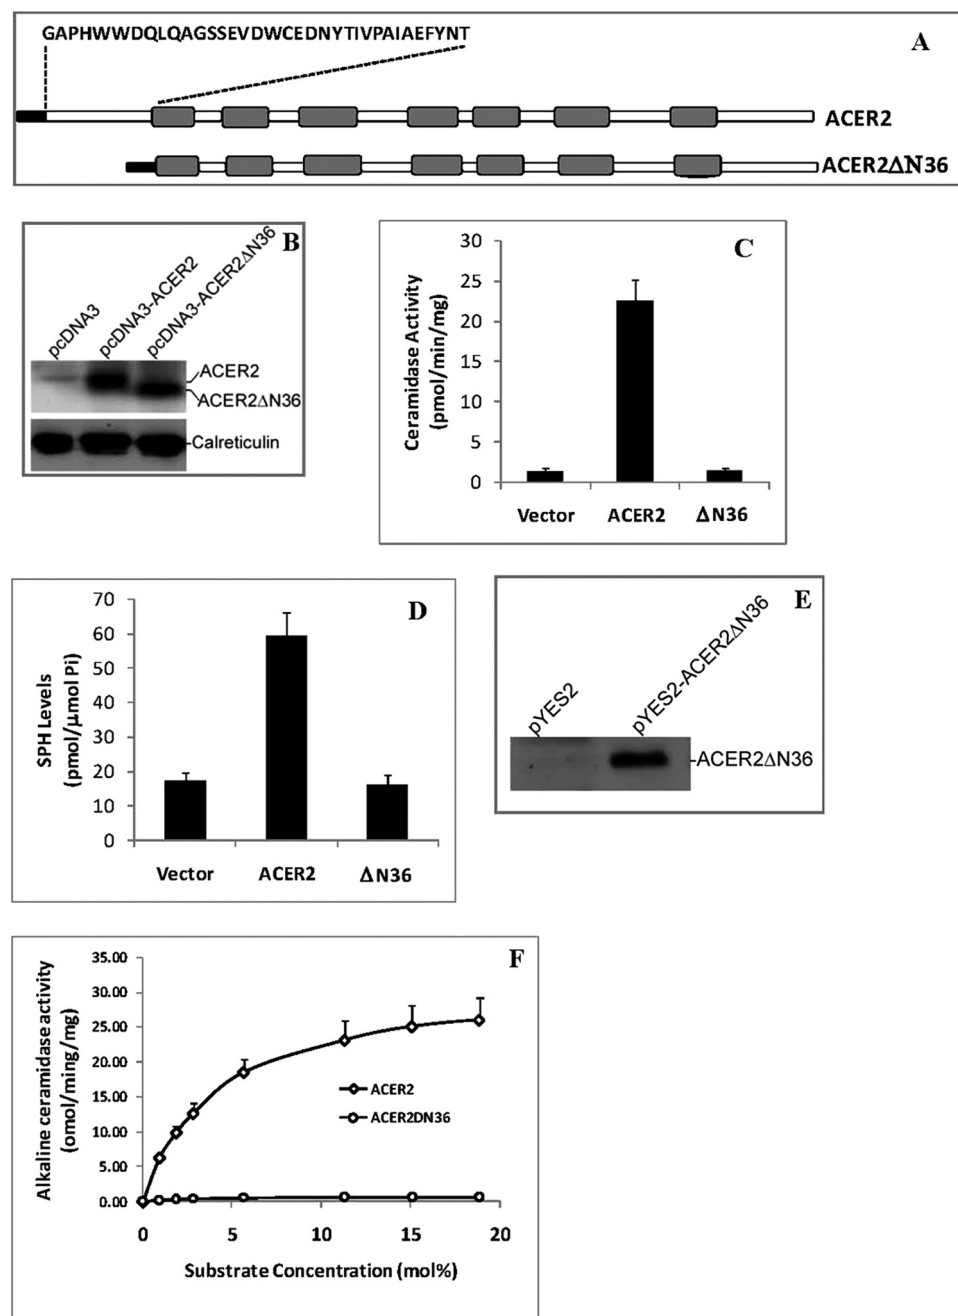 GAPHWWDQLQAGSSEVDWCEDNYTIVPAIAEFYNT
A
ACER2
ACER2ΔN36
B
pcDNA3
pcDNA3-ACER2
pcDNA3-ACER2ΔN36
ACER2
ACER2ΔN36
Calreticulin
C
Ceramidase Activity
(pmol/min/mg)
30
25
20
15
10
5
0
Vector ACER2 ΔN36
D
SPH Levels
(pmol/μmol Pi)
70
60
50
40
30
20
10
0
Vector ACER2 ΔN36
E
pYES2
pYES2-ACER2ΔN36
-ACER2ΔN36
F
Alkaline ceramidase activity
(omol/ming/mg)
35.00
30.00
25.00
20.00
15.00
10.00
5.00
0.00
ACER2
ACER2DN36
0 5 10 15 20
Substrate Concentration (mol%)